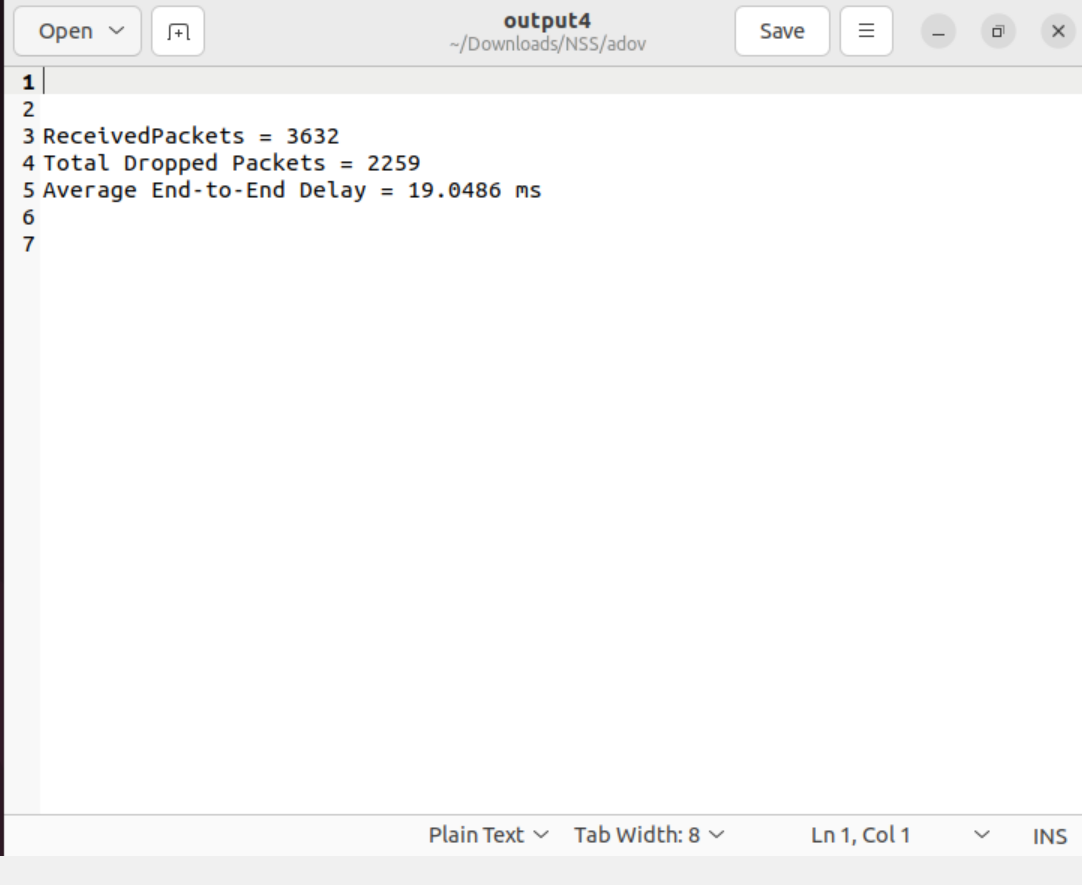 Open
output4
~/Downloads/NSS/adov
Save
1
2
3 ReceivedPackets = 3632
4 Total Dropped Packets = 2259
5 Average End-to-End Delay = 19.0486 ms
6
7
Plain Text Tab Width: 8 Ln 1, Col 1 INS